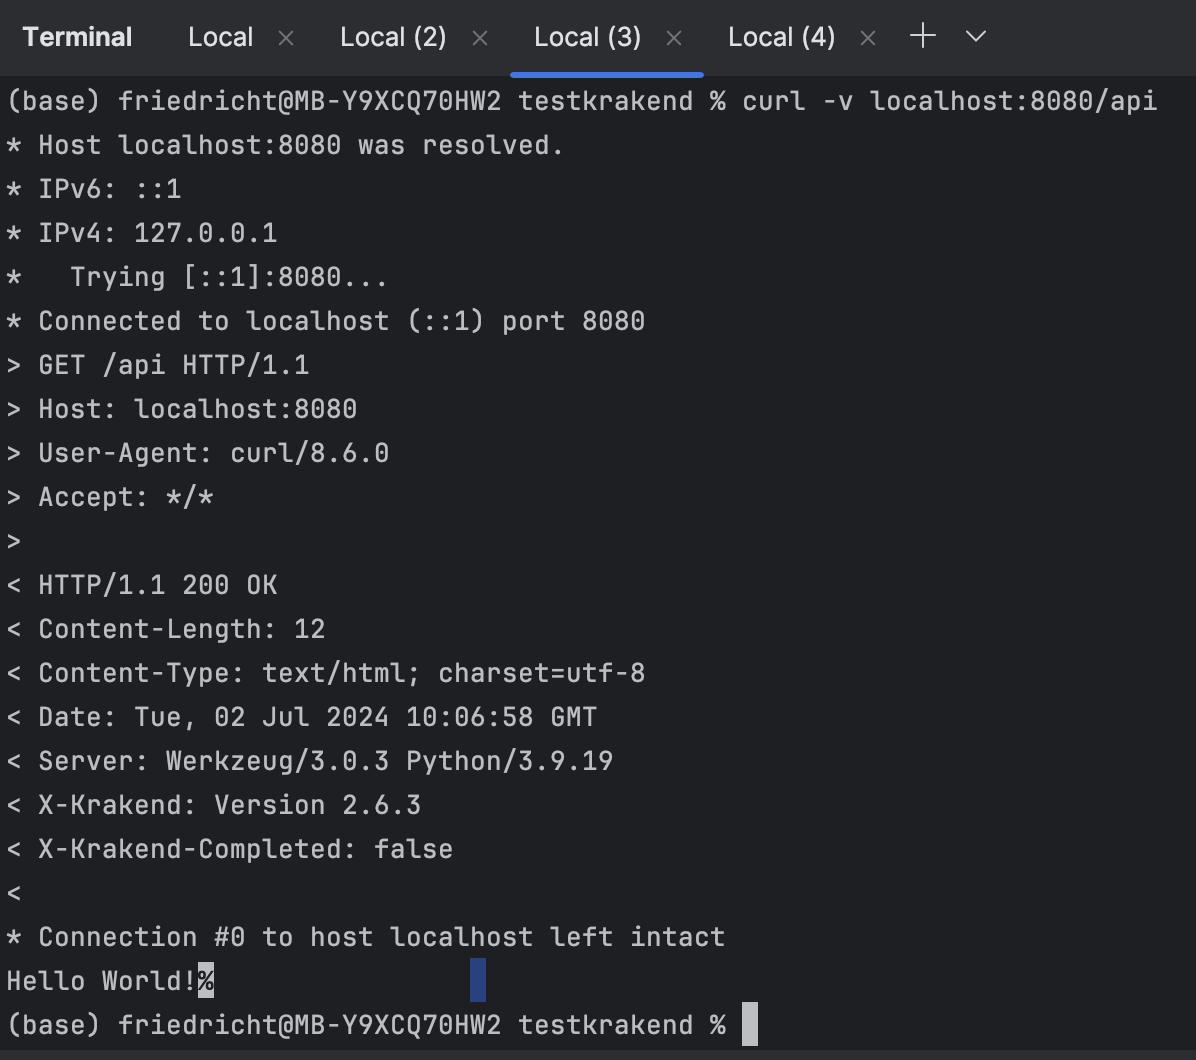 Terminal Local × Local (2) × Local (3) × Local (4) × +
(base) friedricht@MB-Y9XCQ70HW2 testkrakend % curl -v localhost:8080/api
* Host localhost:8080 was resolved.
* IPv6: ::1
* IPv4: 127.0.0.1
*   Trying [::1]:8080...
* Connected to localhost (::1) port 8080
> GET /api HTTP/1.1
> Host: localhost:8080
> User-Agent: curl/8.6.0
> Accept: */*
>
< HTTP/1.1 200 OK
< Content-Length: 12
< Content-Type: text/html; charset=utf-8
< Date: Tue, 02 Jul 2024 10:06:58 GMT
< Server: Werkzeug/3.0.3 Python/3.9.19
< X-Krakend: Version 2.6.3
< X-Krakend-Completed: false
<
* Connection #0 to host localhost left intact
Hello World!%
(base) friedricht@MB-Y9XCQ70HW2 testkrakend %